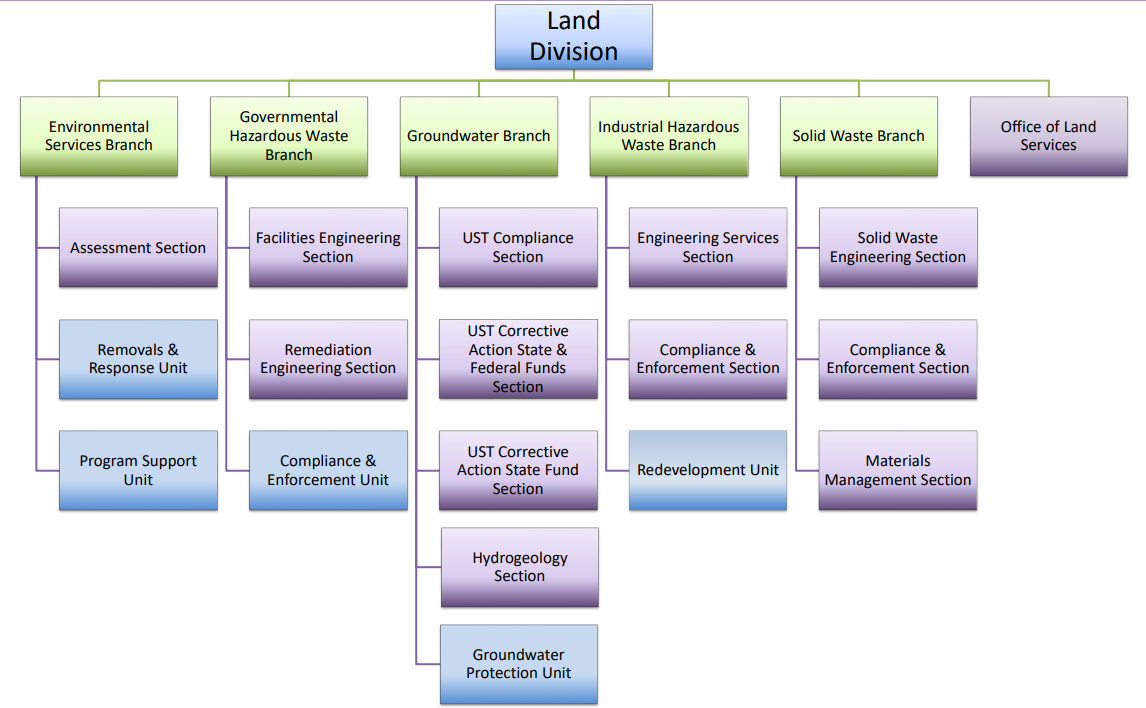 Land
Division
Environmental
Services Branch
Governmental
Hazardous Waste
Branch
Groundwater Branch
Industrial Hazardous
Waste Branch
Solid Waste Branch
Office of Land
Services
Assessment Section
Removals &
Response Unit
Program Support
Unit
Facilities Engineering
Section
Remediation
Engineering Section
Compliance &
Enforcement Unit
UST Compliance
Section
UST Corrective
Action State &
Federal Funds
Section
UST Corrective
Action State Fund
Section
Hydrogeology
Section
Groundwater
Protection Unit
Engineering Services
Section
Compliance &
Enforcement Section
Redevelopment Unit
Solid Waste
Engineering Section
Compliance &
Enforcement Section
Materials
Management Section